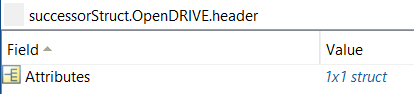 successorStruct.OpenDRIVE.header
Field Value
Attributes 1x1 struct